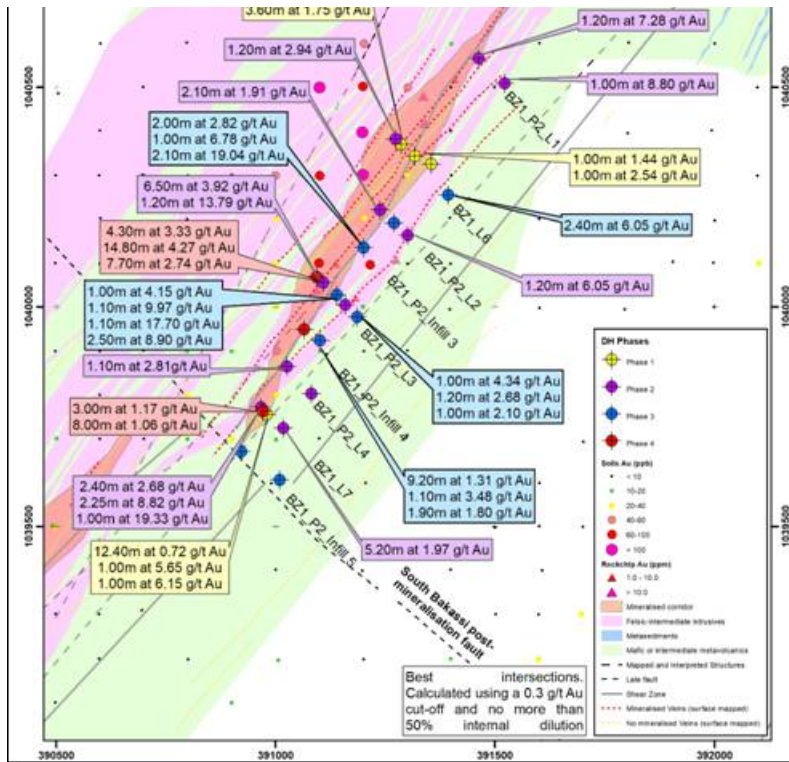 3.60m at 1.75 g/t Au
1.20m at 7.28 g/t Au
1.20m at 2.94 g/t Au
1.00m at 8.80 g/t Au
2.10m at 1.91 g/t Au
1040500
1040500
BZ1_P2_L1
2.00m at 2.82 g/t Au
1.00m at 6.78 g/t Au
2.10m at 19.04 g/t Au
1.00m at 1.44 g/t Au
1.00m at 2.54 g/t Au
6.50m at 3.92 g/t Au
1.20m at 13.79 g/t Au
BZ1_L6
2.40m at 6.05 g/t Au
4.30m at 3.33 g/t Au
14.80m at 4.27 g/t Au
7.70m at 2.74 g/t Au
BZ1_P2_L2
1.20m at 6.05 g/t Au
1.00m at 4.15 g/t Au
1.10m at 9.97 g/t Au
1.10m at 17.70 g/t Au
2.50m at 8.90 g/t Au
1040000
1040000
BZ1_P2_Infill 3
BZ1_P2_L3
1.10m at 2.81g/t Au
1.00m at 4.34 g/t Au
1.20m at 2.68 g/t Au
1.00m at 2.10 g/t Au
3.00m at 1.17 g/t Au
8.00m at 1.06 g/t Au
BZ1_P2_Infill 4
BZ1_P2_L4
BZ1_L7
BZ1_P2_Infill_5
2.40m at 2.68 g/t Au
2.25m at 8.82 g/t Au
1.00m at 19.33 g/t Au
9.20m at 1.31 g/t Au
1.10m at 3.48 g/t Au
1.90m at 1.80 g/t Au
1039500
1039500
12.40m at 0.72 g/t Au
1.00m at 5.65 g/t Au
1.00m at 6.15 g/t Au
5.20m at 1.97 g/t Au
South Bakassi post-
mineralisation fault
Best intersections.
Calculated using a 0.3 g/t Au
cut-off and no more than
50% internal dilution
DH Phases
Phase 1
Phase 2
Phase 3
Phase 4
Soils Au (ppb)
< 10
10-20
20-40
40-60
60-100
> 100
Rockchip Au (ppm)
1.0 - 10.0
> 10.0
Mineralised corridor
Felsic-intermediate intrusives
Metasediments
Mafic or intermediate metavolcanics
Mapped and Interpreted Structures
Late fault
Shear Zone
Mineralised Veins (surface mapped)
No mineralised Veins (surface mapped)
390500
391000
391500
392000